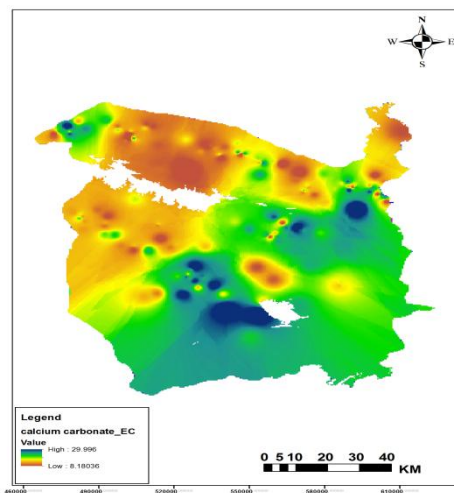 N
W E
S
Legend
calcium carbonate_EC
Value
High : 29.996
Low : 8.18036
0 5 10 20 30 40
KM
460000 490000 520000 550000 580000 610000